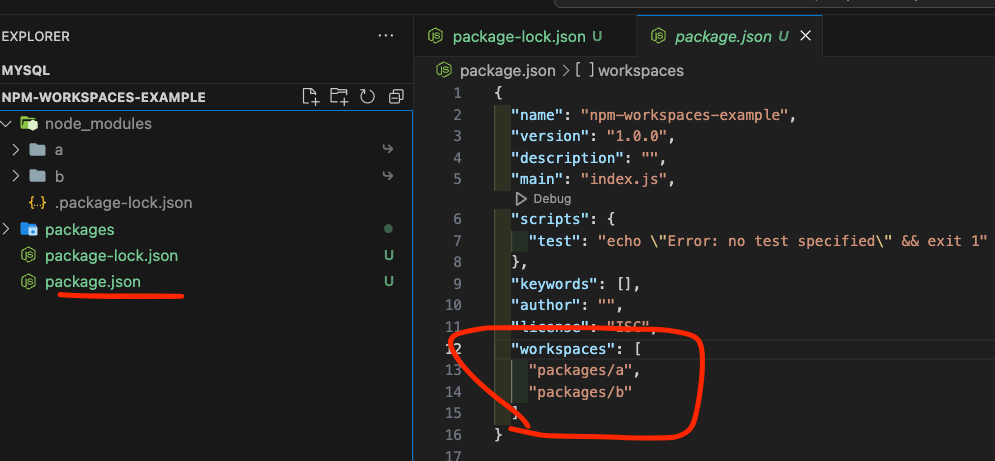 EXPLORER
MYSQL
NPM-WORKSPACES-EXAMPLE
node_modules
a
b
{..} .package-lock.json
packages
package-lock.json U
package.json U
package-lock.json U
package.json U
package.json > [ ] workspaces
1 {
2 "name": "npm-workspaces-example",
3 "version": "1.0.0",
4 "description": "",
5 "main": "index.js",
Debug
6 "scripts": {
7 "test": "echo \"Error: no test specified\" && exit 1"
8 },
9 "keywords": [],
10 "author": "",
11 "license": "ISC",
12 "workspaces": [
13 "packages/a",
14 "packages/b"
15 ]
16 }
17